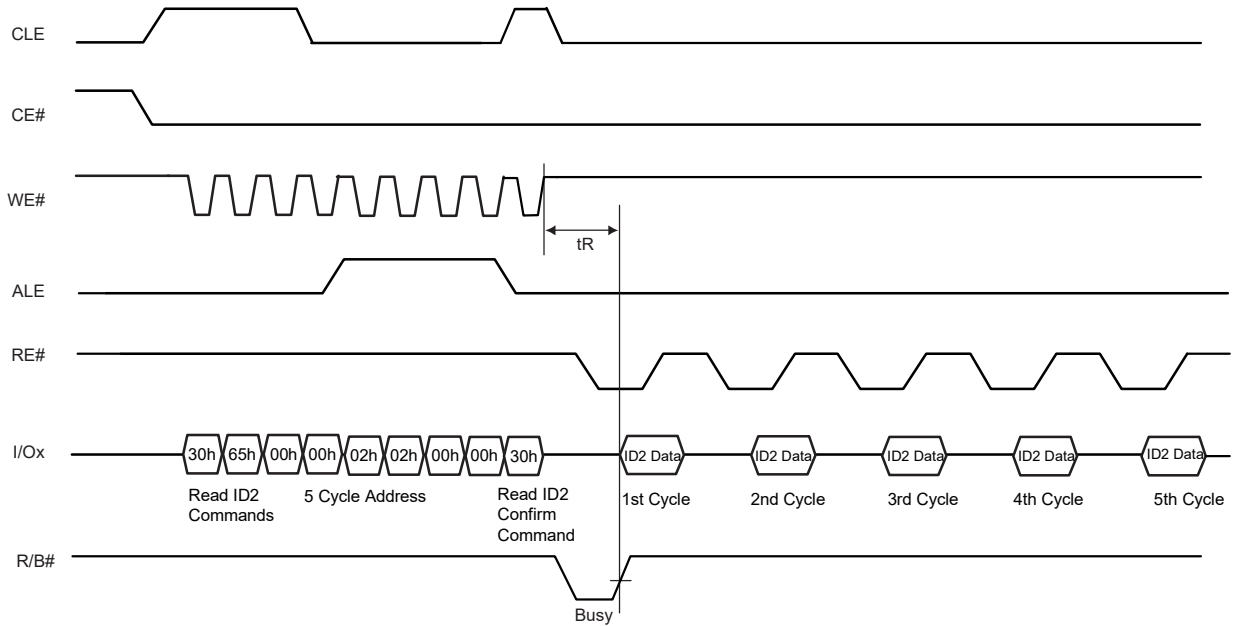 CLE
CE#
WE#
tR
ALE
RE#
I/Ox
30h 65h 00h 00h 02h 02h 00h 00h 30h ID2 Data ID2 Data ID2 Data ID2 Data ID2 Data
Read ID2
Commands
5 Cycle Address
Read ID2
Confirm
Command
1st Cycle
2nd Cycle
3rd Cycle
4th Cycle
5th Cycle
R/B#
Busy